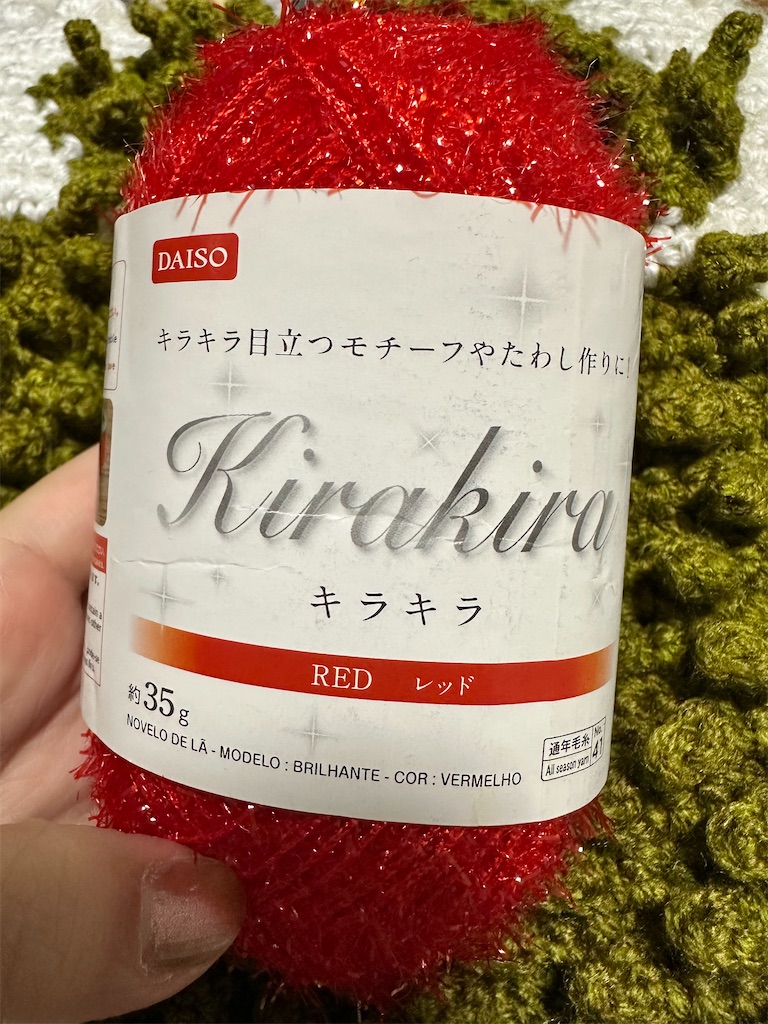 DAISO
キラキラ目立つモチーフやたわし作りに!
Kirakira
キラキラ
RED レッド
約35g
NOVELO DE LÃ - MODELO : BRILHANTE - COR : VERMELHO
通年毛糸
All season yarn
No.
41